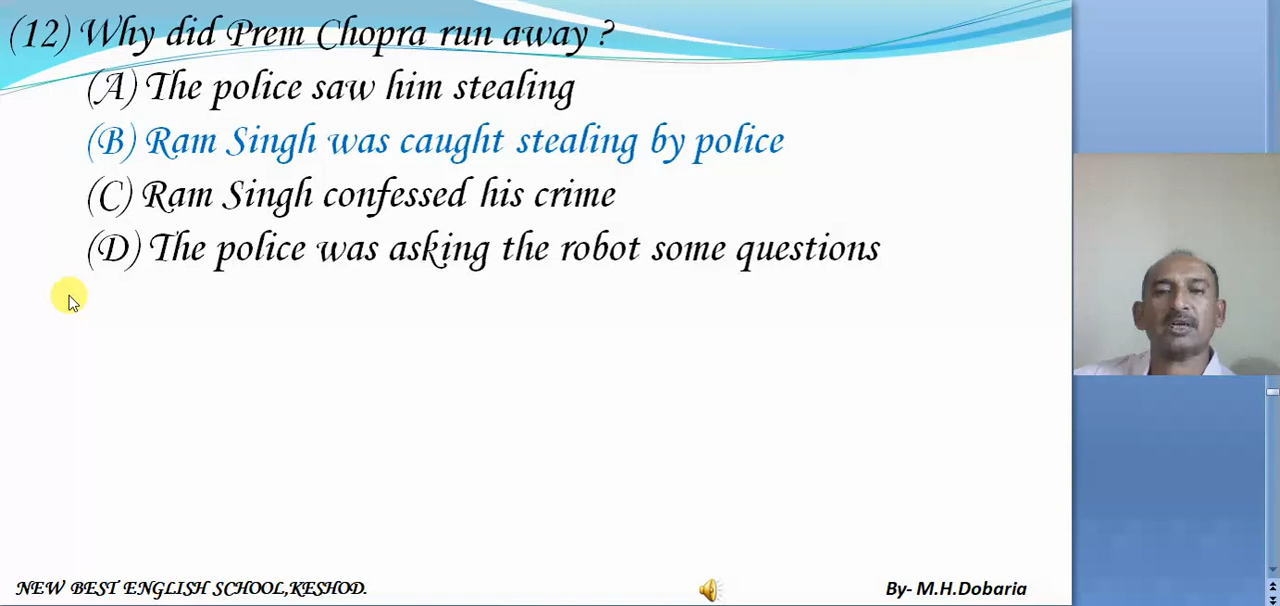 (12) Why did Prem Chopra run away ?
(A) The police saw him stealing
(B) Ram Singh was caught stealing by police
(C) Ram Singh confessed his crime
(D) The police was asking the robot some questions
NEW BEST ENGLISH SCHOOL,KESHOD.
By- M.H.Dobaria